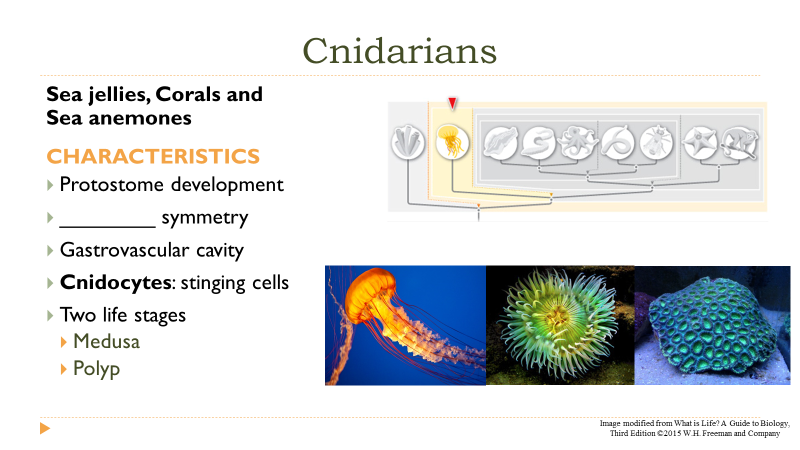 Cnidarians
Sea jellies, Corals and
Sea anemones
CHARACTERISTICS
Protostome development
_________ symmetry
Gastrovascular cavity
Cnidocytes: stinging cells
Two life stages
Medusa
Polyp
Image modified from What is Life? A Guide to Biology,
Third Edition ©2015 W.H. Freeman and Company